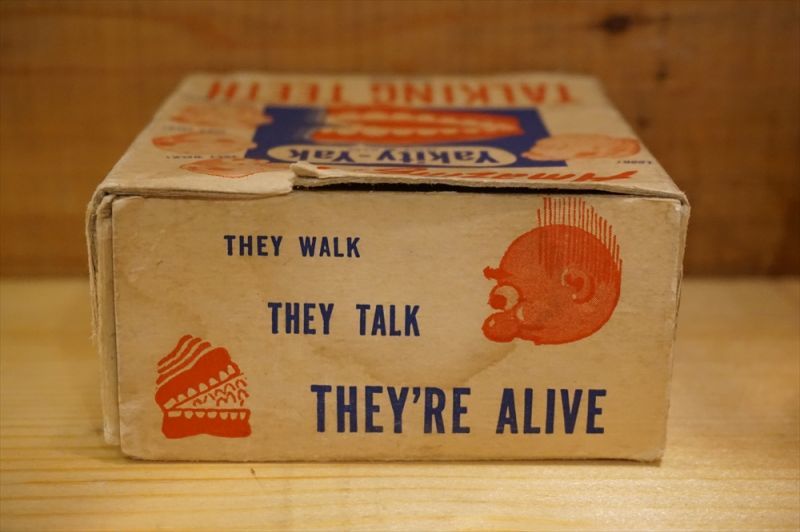 TALKING TEETH
Yakity-Yak
Amazing
THEY WALK
THEY TALK
THEY'RE ALIVE